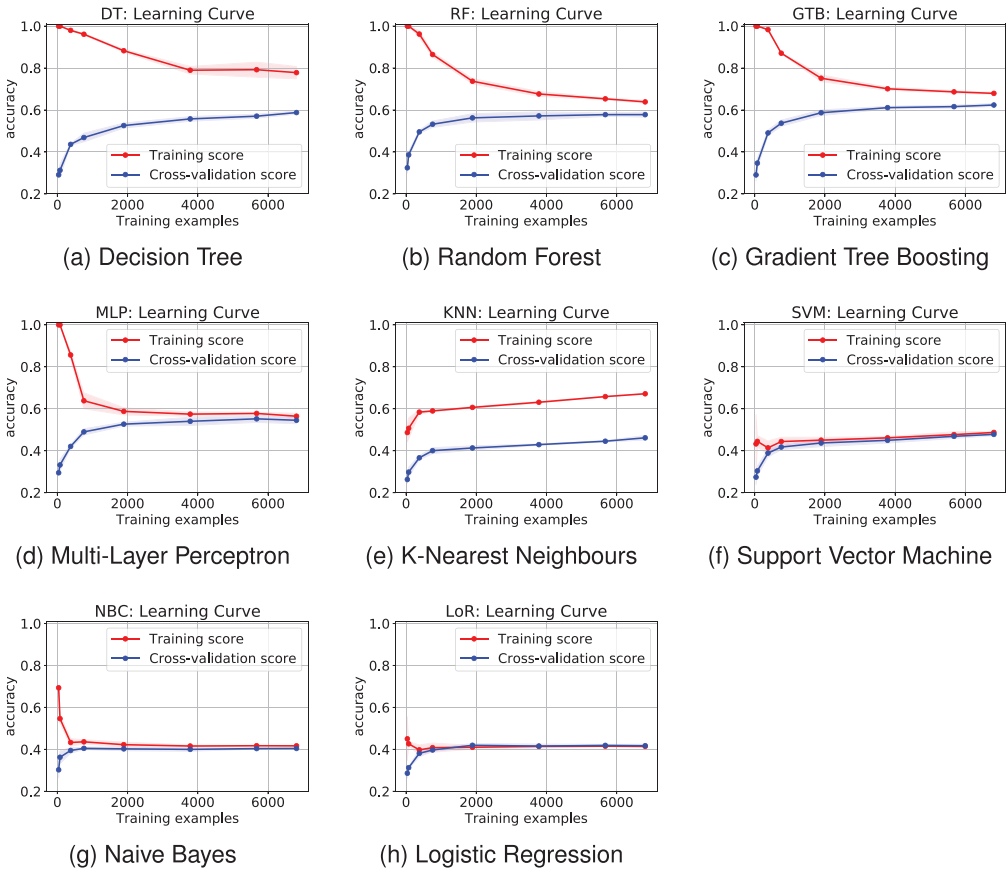 DT: Learning Curve
1.0
0.8
0.6
0.4
0.2
accuracy
Training score
Cross-validation score
0
2000
4000
6000
Training examples
(a) Decision Tree
RF: Learning Curve
1.0
0.8
0.6
0.4
0.2
accuracy
Training score
Cross-validation score
0
2000
4000
6000
Training examples
(b) Random Forest
GTB: Learning Curve
1.0
0.8
0.6
0.4
0.2
accuracy
Training score
Cross-validation score
0
2000
4000
6000
Training examples
(c) Gradient Tree Boosting
MLP: Learning Curve
1.0
0.8
0.6
0.4
0.2
accuracy
Training score
Cross-validation score
0
2000
4000
6000
Training examples
(d) Multi-Layer Perceptron
KNN: Learning Curve
1.0
0.8
0.6
0.4
0.2
accuracy
Training score
Cross-validation score
0
2000
4000
6000
Training examples
(e) K-Nearest Neighbours
SVM: Learning Curve
1.0
0.8
0.6
0.4
0.2
accuracy
Training score
Cross-validation score
0
2000
4000
6000
Training examples
(f) Support Vector Machine
NBC: Learning Curve
1.0
0.8
0.6
0.4
0.2
accuracy
Training score
Cross-validation score
0
2000
4000
6000
Training examples
(g) Naive Bayes
LoR: Learning Curve
1.0
0.8
0.6
0.4
0.2
accuracy
Training score
Cross-validation score
0
2000
4000
6000
Training examples
(h) Logistic Regression